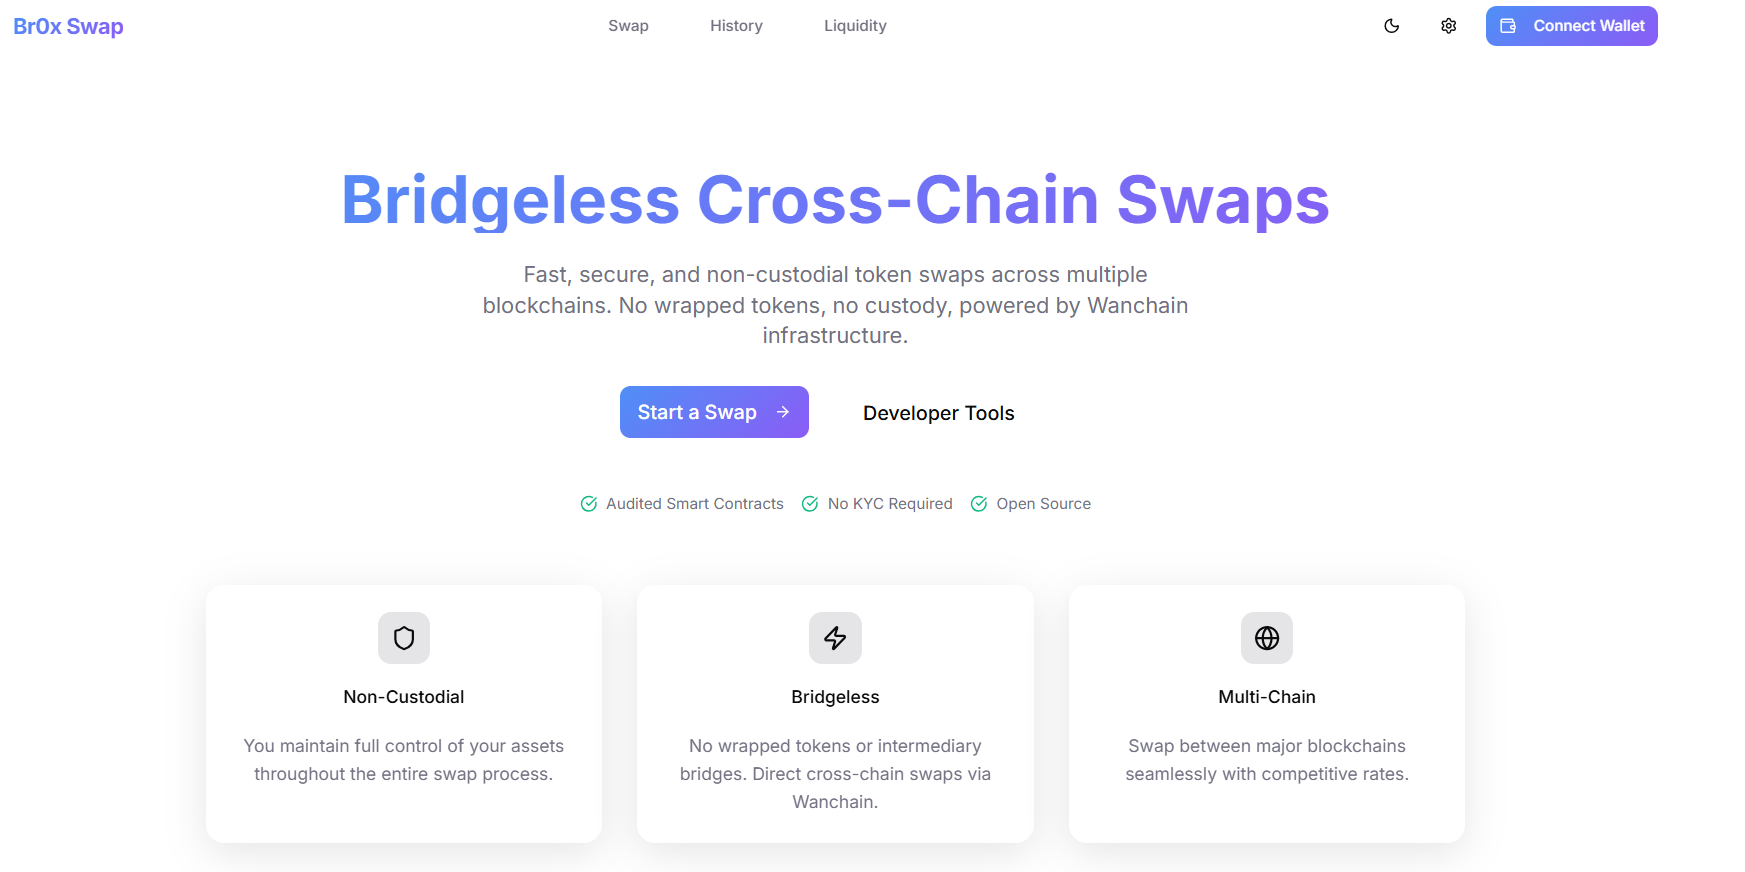 Br0x Swap
Swap
History
Liquidity
Connect Wallet
Bridgeless Cross-Chain Swaps
Fast, secure, and non-custodial token swaps across multiple
blockchains. No wrapped tokens, no custody, powered by Wanchain
infrastructure.
Start a Swap
Developer Tools
Audited Smart Contracts
No KYC Required
Open Source
Non-Custodial
You maintain full control of your assets
throughout the entire swap process.
Bridgeless
No wrapped tokens or intermediary
bridges. Direct cross-chain swaps via
Wanchain.
Multi-Chain
Swap between major blockchains
seamlessly with competitive rates.